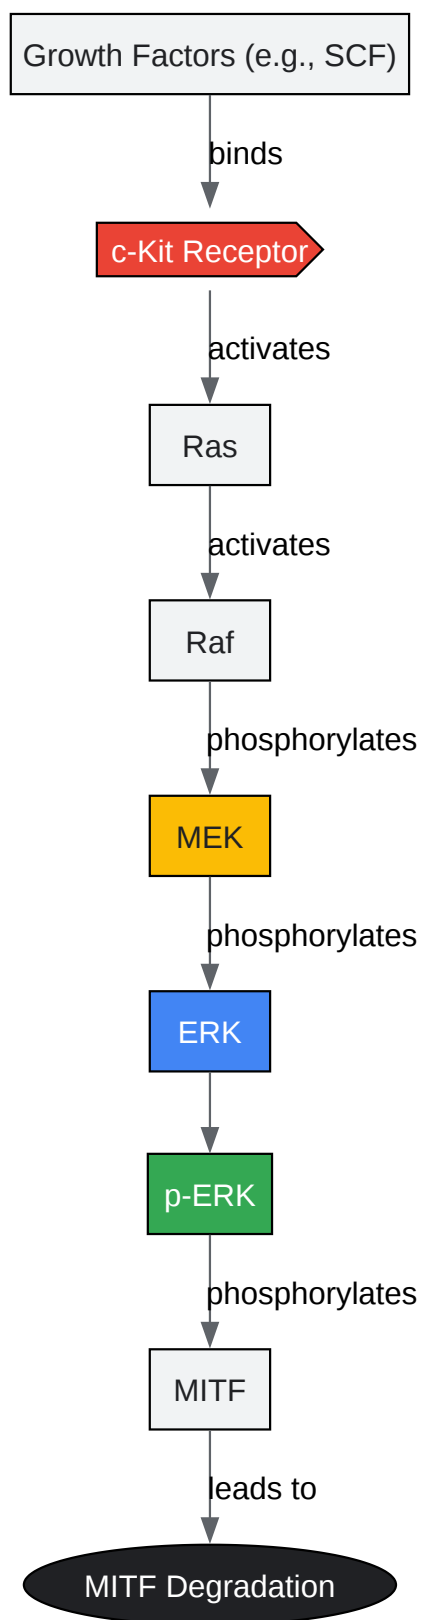 Growth Factors (e.g., SCF)
binds
c-Kit Receptor
activates
Ras
activates
Raf
phosphorylates
MEK
phosphorylates
ERK
p-ERK
phosphorylates
MITF
leads to
MITF Degradation